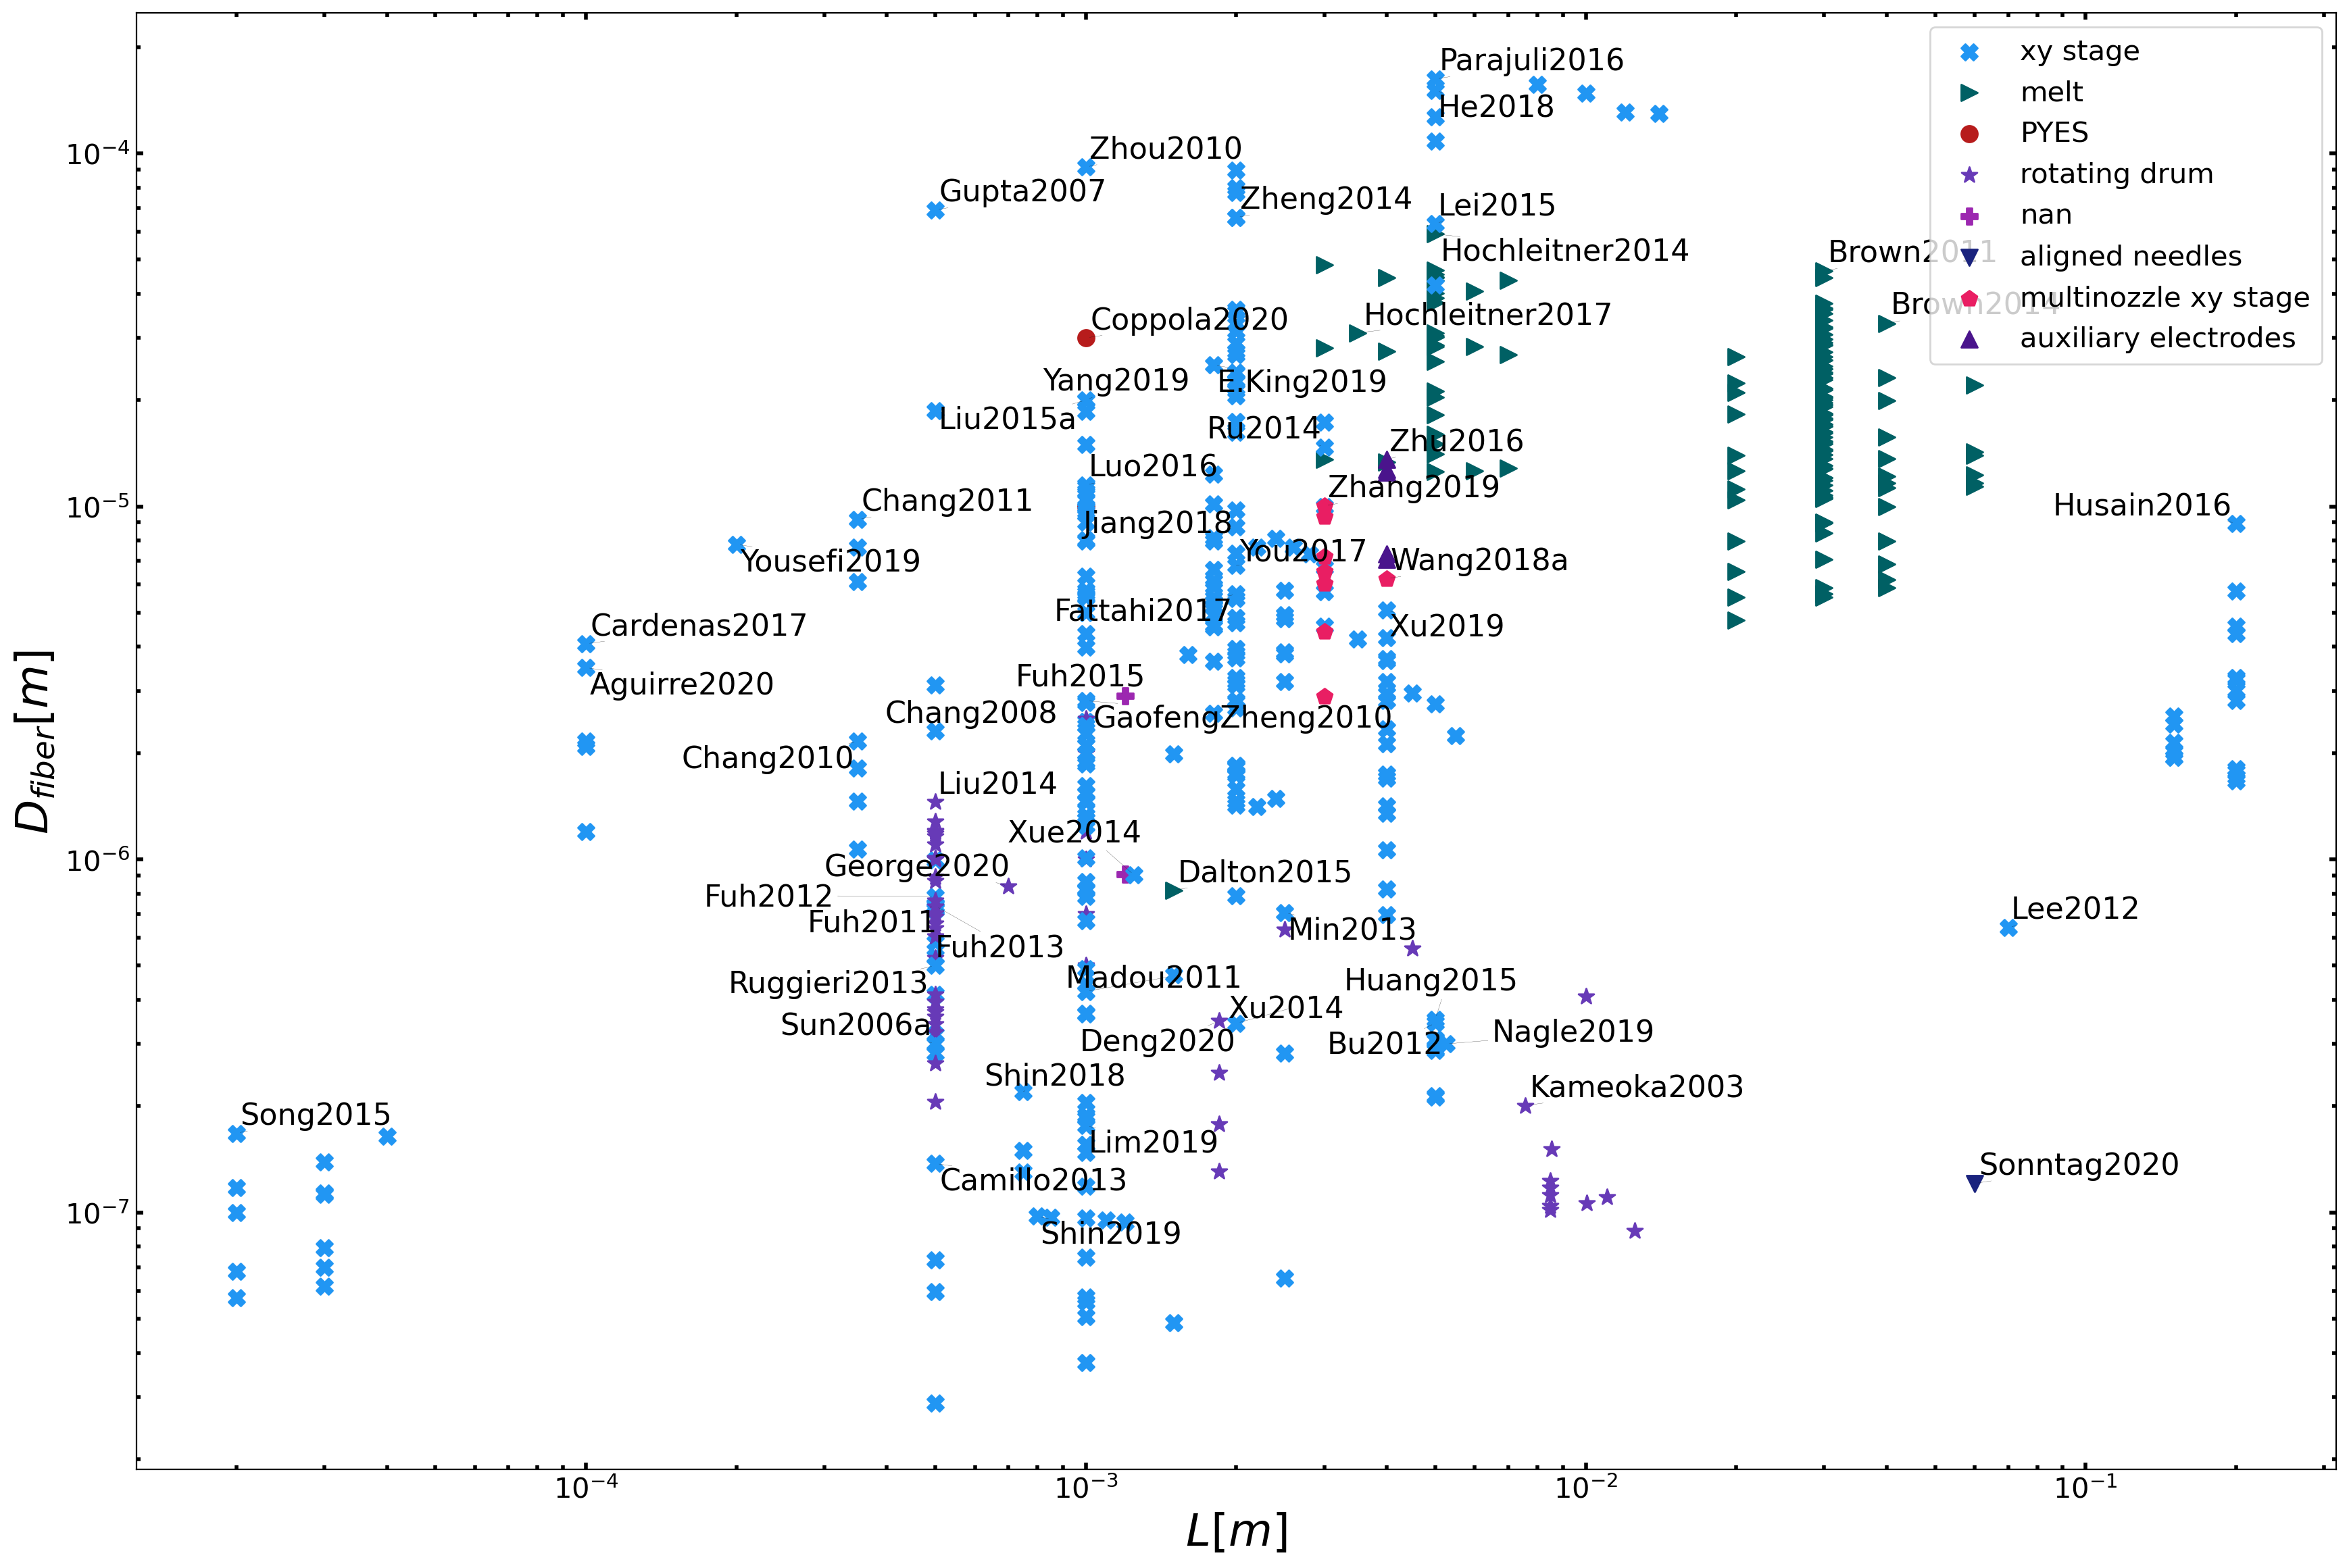 Parajuli2016
He2018
Zhou2010
Gupta2007
Zheng2014
Lei2015
Hochleitner2014
Brown2011
Brown2014
Hochleitner2017
Coppola2020
Yang2019
E.King2019
Liu2015a
Ru2014
Zhu2016
Luo2016
Zhang2019
Chang2011
Husain2016
Jiang2018
You2017
Yousefi2019
Wang2018a
Fattahi2017
Cardenas2017
Xu2019
Aguirre2020
Fuh2015
Chang2008
GaofengZheng2010
Chang2010
Liu2014
Xue2014
George2020
Dalton2015
Fuh2012
Fuh2011
Lee2012
Min2013
Fuh2013
Ruggieri2013
Madou2011
Huang2015
Xu2014
Sun2006a
Deng2020
Bu2012
Nagle2019
Shin2018
Kameoka2003
Song2015
Lim2019
Camillo2013
Sonntag2020
Shin2019
xy stage
melt
PYES
rotating drum
nan
aligned needles
multinozzle xy stage
auxiliary electrodes
10⁻⁴
10⁻⁵
10⁻⁶
10⁻⁷
D_fiber[m]
10⁻⁴ 10⁻³ 10⁻² 10⁻¹
L[m]